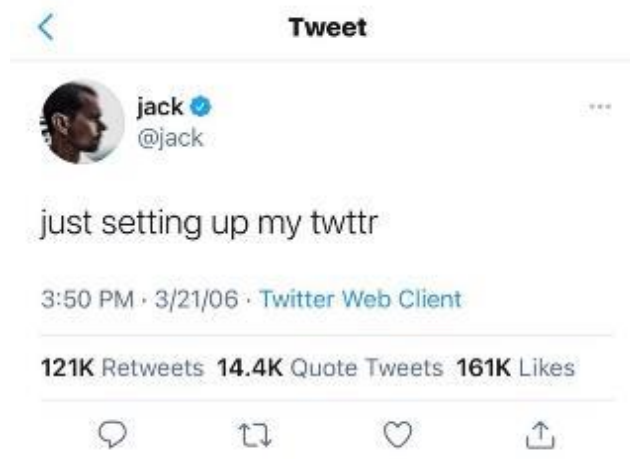 Tweet
jack
@jack
just setting up my twttr
3:50 PM · 3/21/06 · Twitter Web Client
121K Retweets 14.4K Quote Tweets 161K Likes